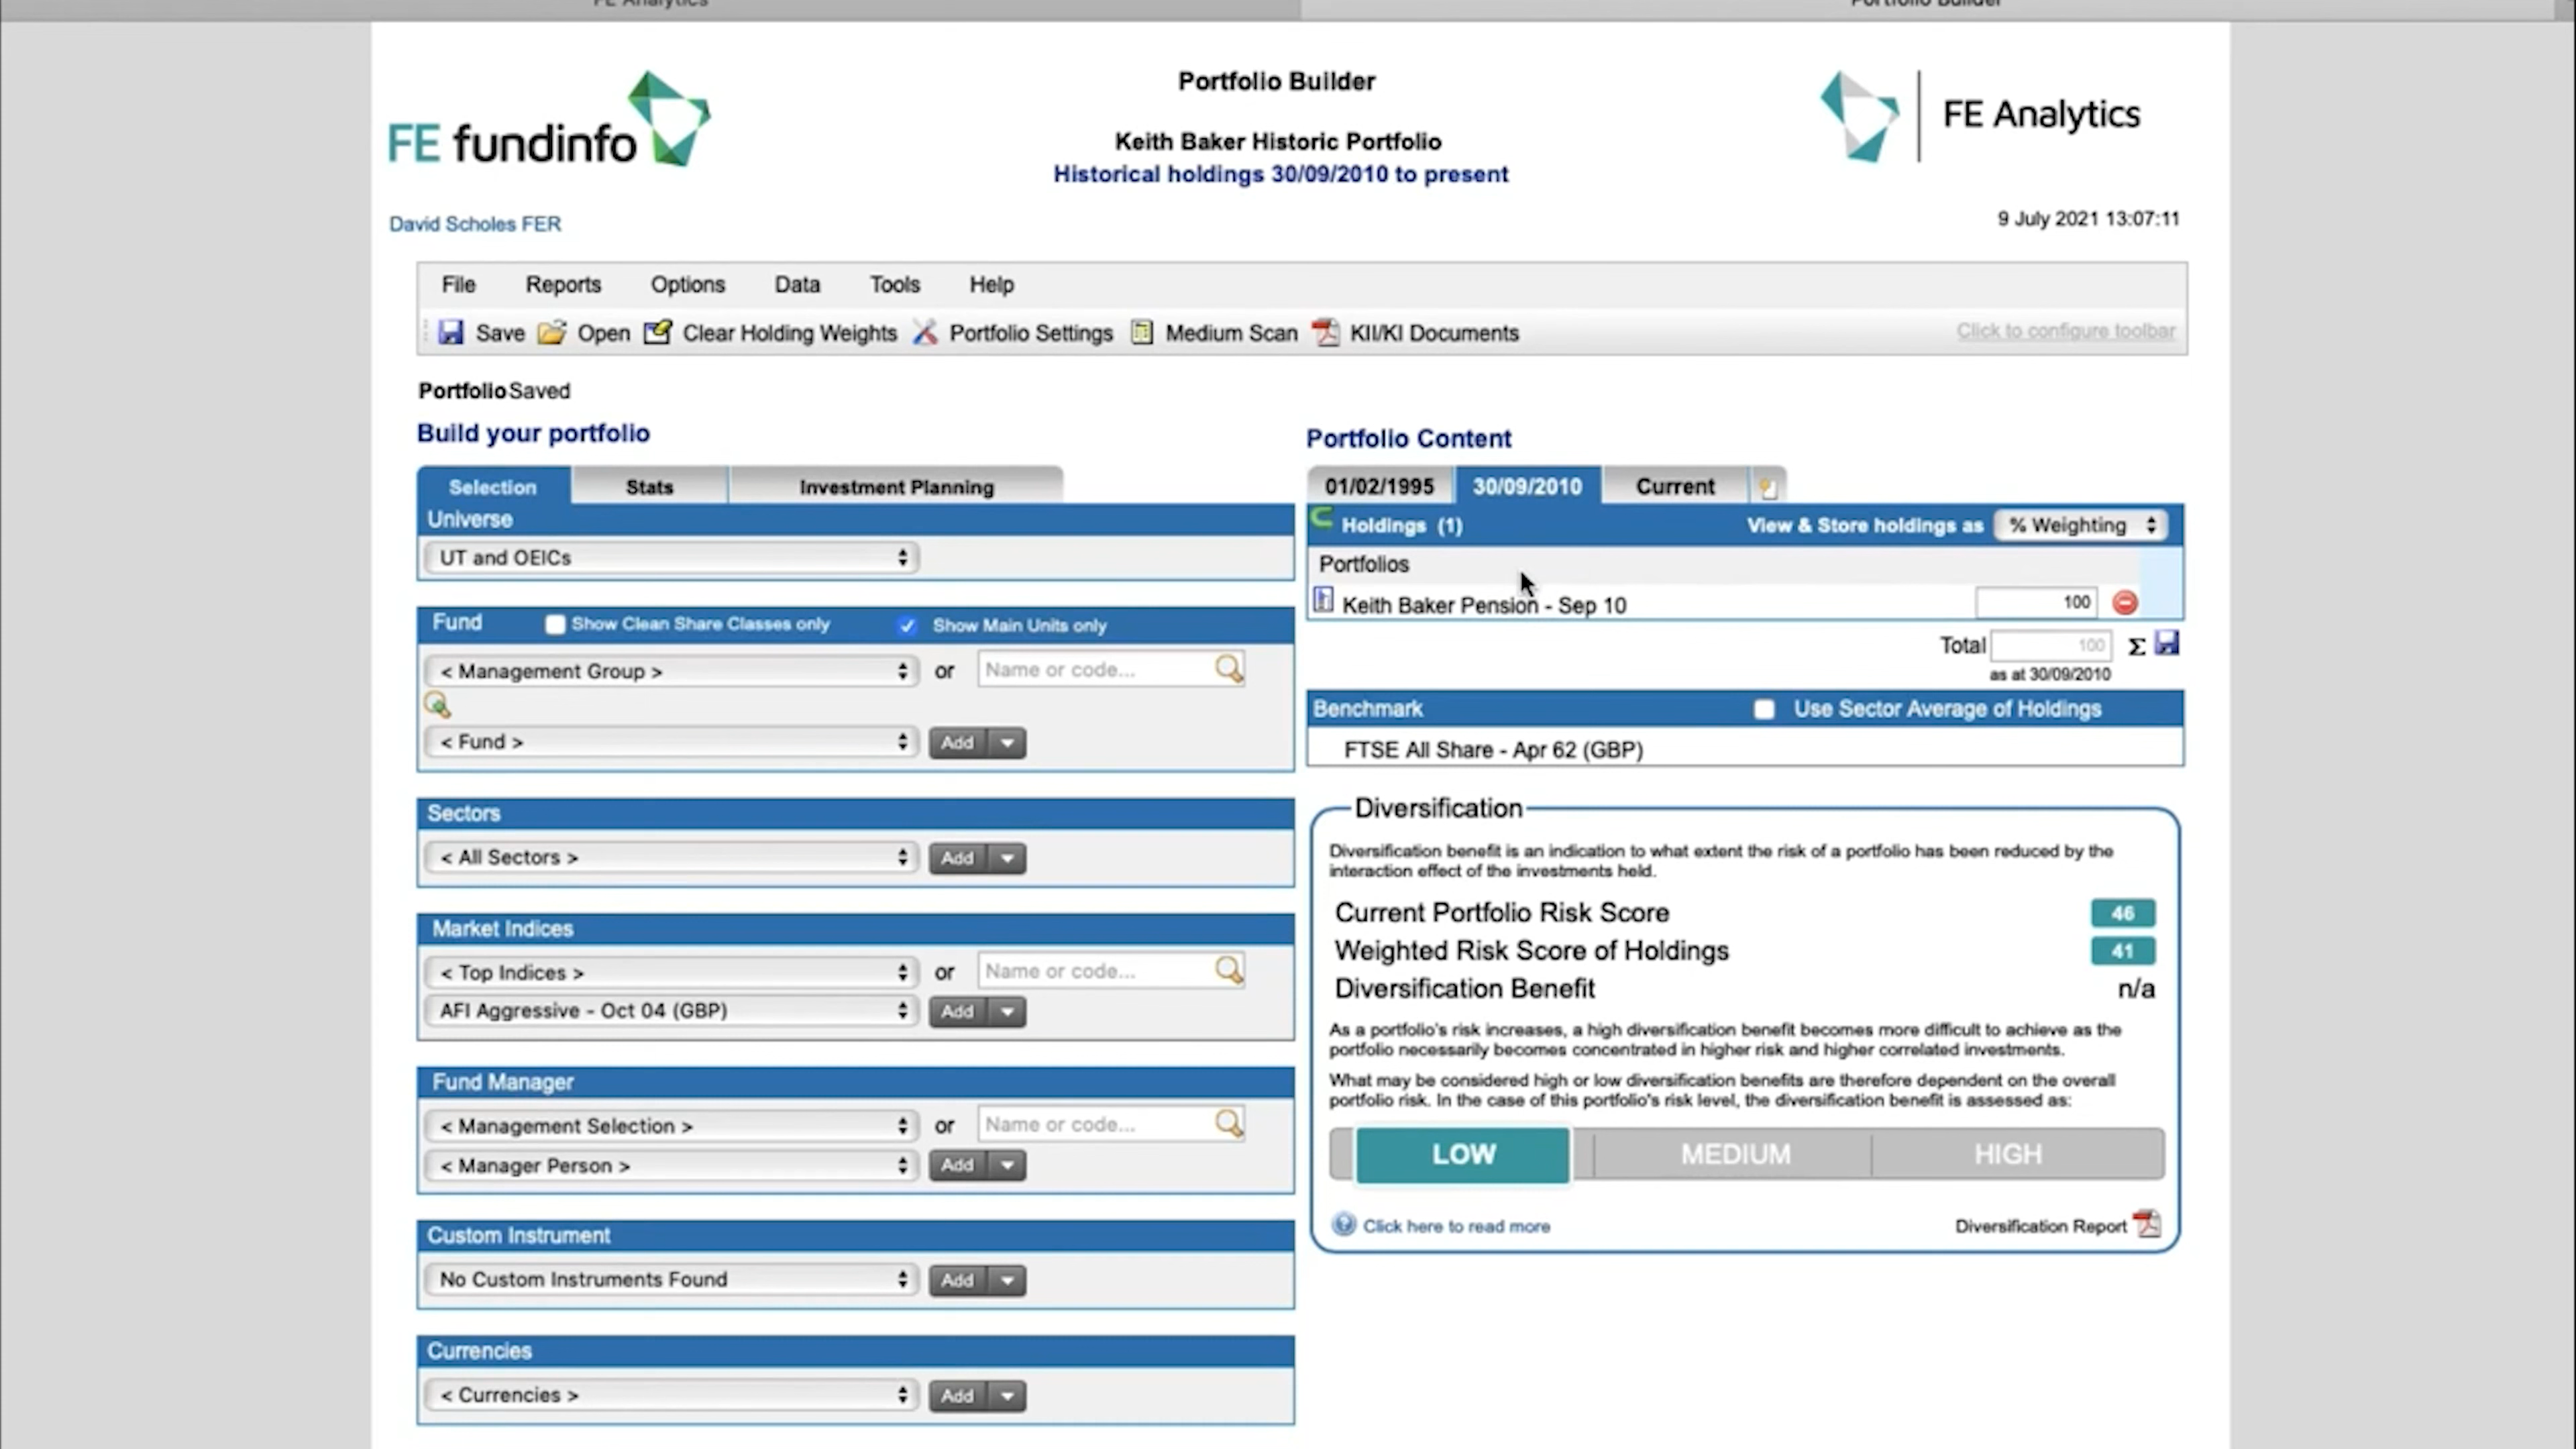 FE Analytics
Portfolio Builder
FE fundinfo
Portfolio Builder
Keith Baker Historic Portfolio
Historical holdings 30/09/2010 to present
FE Analytics
David Scholes FER
9 July 2021 13:07:11
File Reports Options Data Tools Help
Save Open Clear Holding Weights Portfolio Settings Medium Scan KII/KI Documents Click to configure toolbar
PortfolioSaved
Build your portfolio
Selection Stats Investment Planning
Universe
UT and OEICs
Fund Show Clean Share Classes only Show Main Units only
< Management Group > or Name or code...
< Fund > Add
Sectors
< All Sectors > Add
Market Indices
< Top Indices > or Name or code...
AFI Aggressive - Oct 04 (GBP) Add
Fund Manager
< Management Selection > or Name or code...
< Manager Person > Add
Custom Instrument
No Custom Instruments Found Add
Currencies
< Currencies > Add
Portfolio Content
01/02/1995 30/09/2010 Current
Holdings (1) View & Store holdings as % Weighting
Portfolios
Keith Baker Pension - Sep 10 100
Total 100 Σ
as at 30/09/2010
Benchmark Use Sector Average of Holdings
FTSE All Share - Apr 62 (GBP)
Diversification
Diversification benefit is an indication to what extent the risk of a portfolio has been reduced by the
interaction effect of the investments held.
Current Portfolio Risk Score 46
Weighted Risk Score of Holdings 41
Diversification Benefit n/a
As a portfolio's risk increases, a high diversification benefit becomes more difficult to achieve as the
portfolio necessarily becomes concentrated in higher risk and higher correlated investments.
What may be considered high or low diversification benefits are therefore dependent on the overall
portfolio risk. In the case of this portfolio's risk level, the diversification benefit is assessed as:
LOW MEDIUM HIGH
Click here to read more Diversification Report